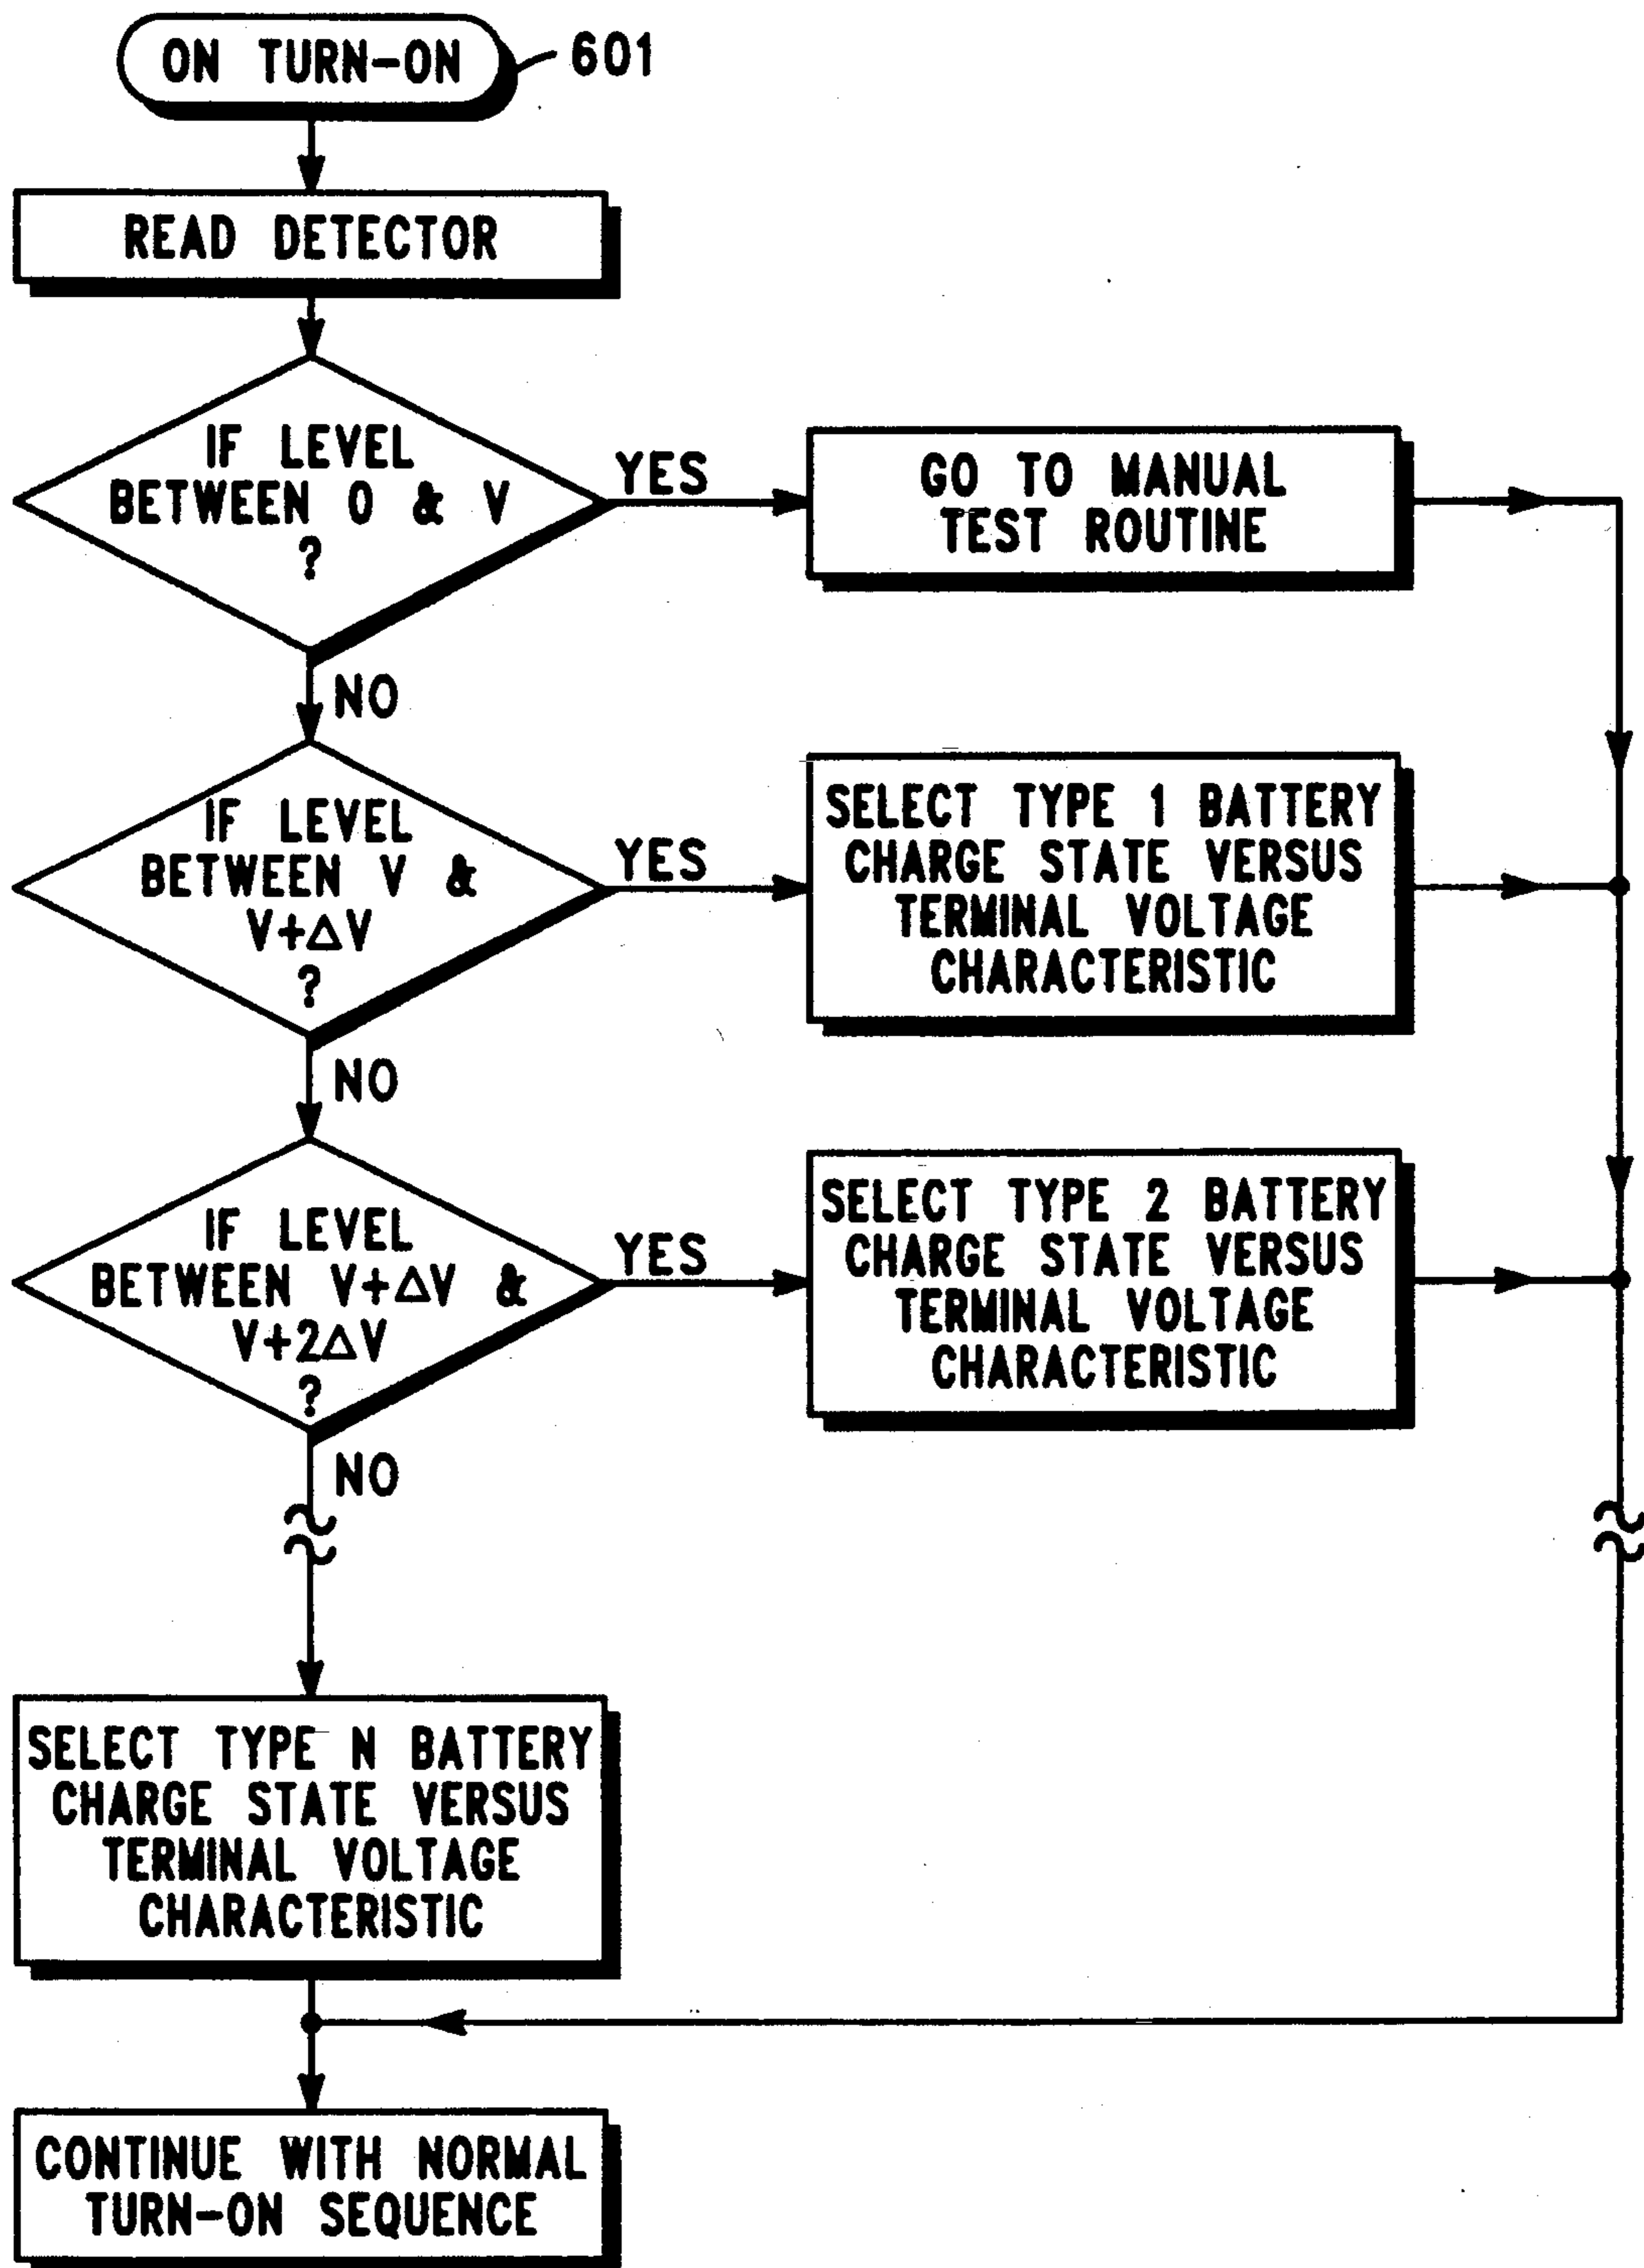 ON TURN-ON
601
READ DETECTOR
IF LEVEL
BETWEEN 0 & V
?
YES
GO TO MANUAL
TEST ROUTINE
NO
IF LEVEL
BETWEEN V &
V+△V
?
YES
SELECT TYPE 1 BATTERY
CHARGE STATE VERSUS
TERMINAL VOLTAGE
CHARACTERISTIC
NO
IF LEVEL
BETWEEN V+△V &
V+2△V
?
YES
SELECT TYPE 2 BATTERY
CHARGE STATE VERSUS
TERMINAL VOLTAGE
CHARACTERISTIC
NO
SELECT TYPE N BATTERY
CHARGE STATE VERSUS
TERMINAL VOLTAGE
CHARACTERISTIC
CONTINUE WITH NORMAL
TURN-ON SEQUENCE